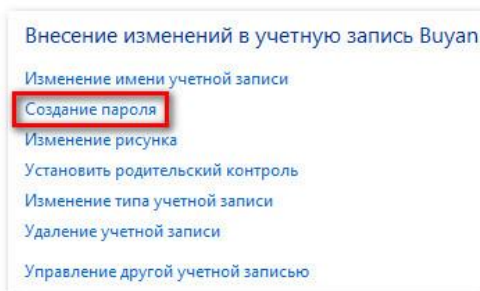 Внесение изменений в учетную запись Buyan
Изменение имени учетной записи
Создание пароля
Изменение рисунка
Установить родительский контроль
Изменение типа учетной записи
Удаление учетной записи
Управление другой учетной записью